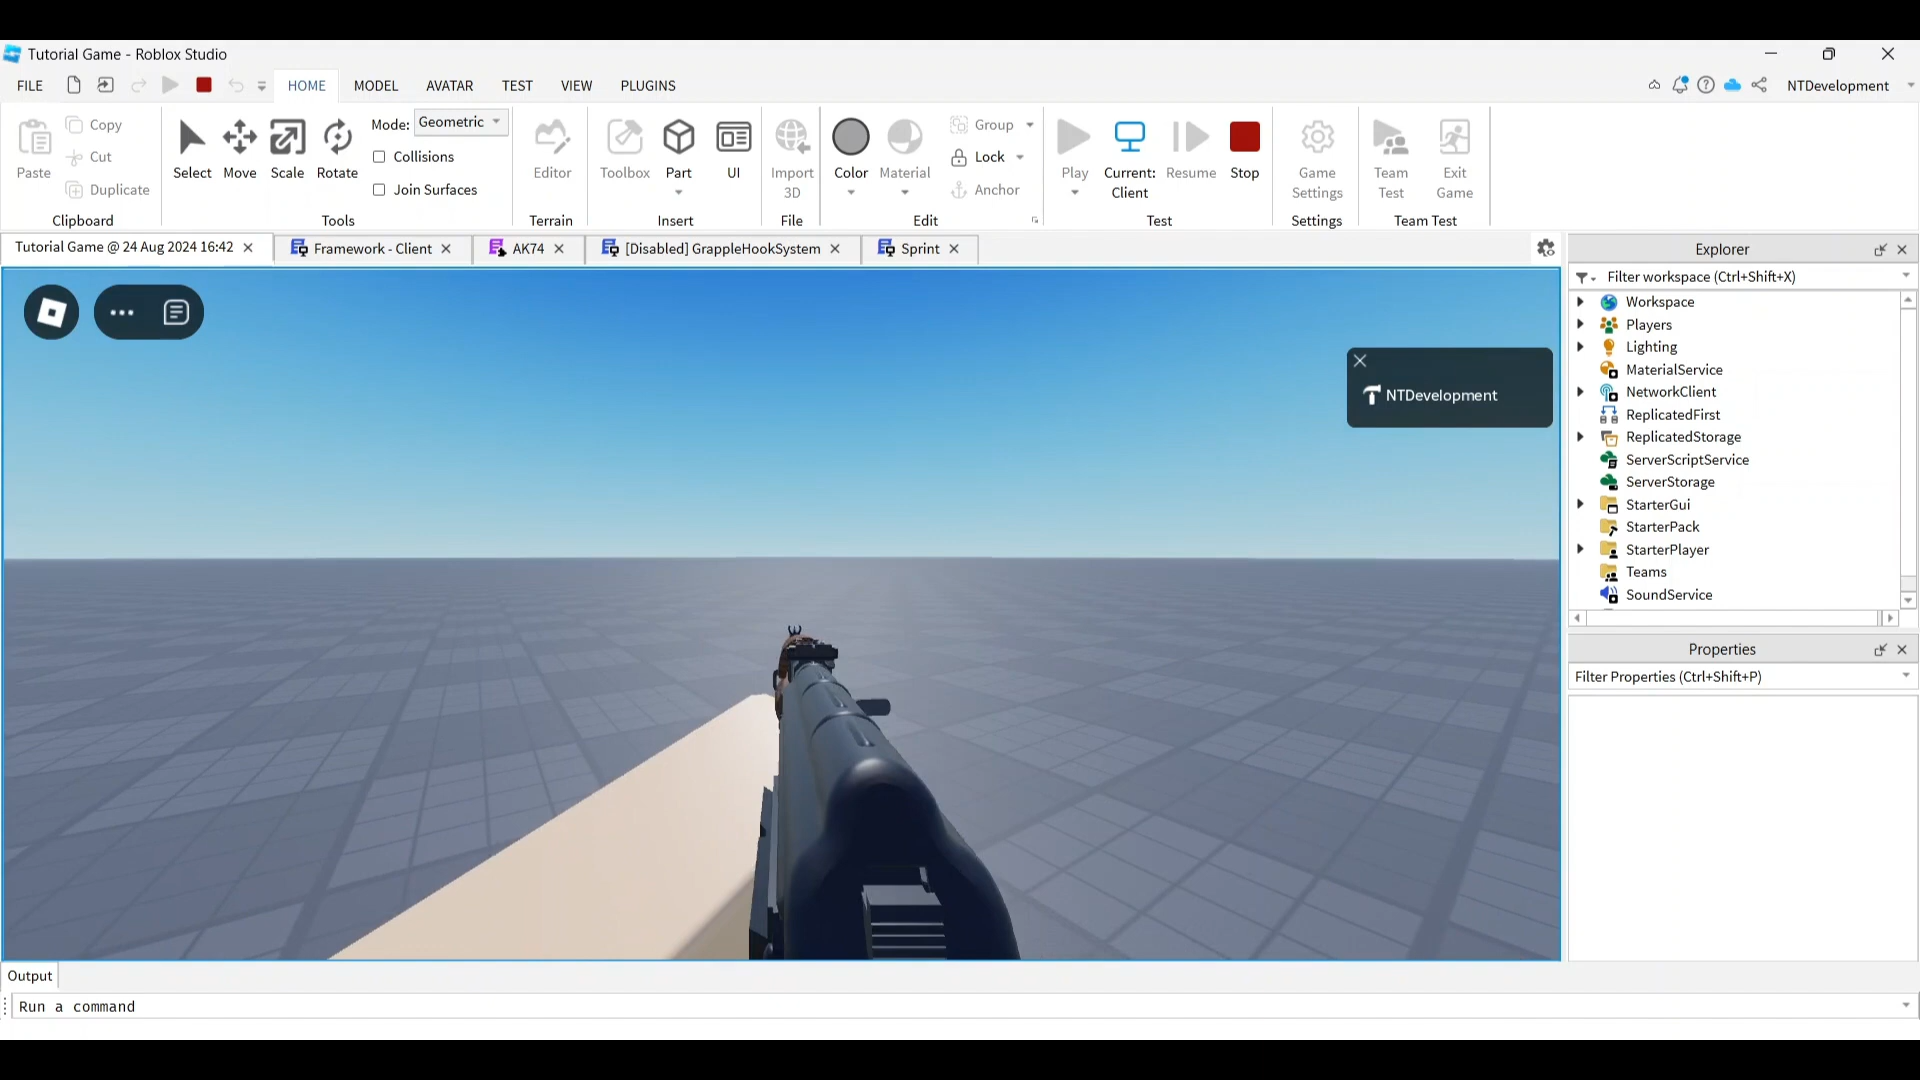 Tutorial Game - Roblox Studio
FILE HOME MODEL AVATAR TEST VIEW PLUGINS NTDevelopment
Paste Copy Cut Duplicate
Clipboard
Select Move Scale Rotate
Mode: Geometric
Collisions
Join Surfaces
Tools
Editor
Terrain
Toolbox Part UI
Insert
Import 3D
File
Color Material
Group
Lock
Anchor
Edit
Play Current: Client Resume Stop
Test
Game Settings
Settings
Team Test Exit Game
Team Test
Tutorial Game @ 24 Aug 2024 16:42 Framework - Client AK74 [Disabled] GrappleHookSystem Sprint
NTDevelopment
Explorer
Filter workspace (Ctrl+Shift+X)
Workspace
Players
Lighting
MaterialService
NetworkClient
ReplicatedFirst
ReplicatedStorage
ServerScriptService
ServerStorage
StarterGui
StarterPack
StarterPlayer
Teams
SoundService
Properties
Filter Properties (Ctrl+Shift+P)
Output
Run a command